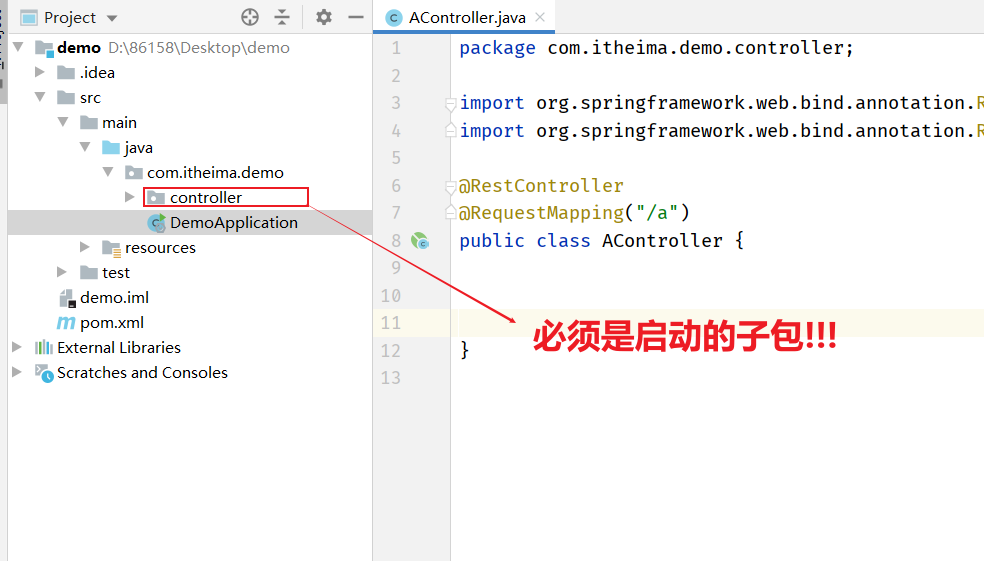 Project
AController.java
demo D:\86158\Desktop\demo
.idea
src
main
java
com.itheima.demo
controller
DemoApplication
resources
test
demo.iml
pom.xml
External Libraries
Scratches and Consoles
1 package com.itheima.demo.controller;
2
3 import org.springframework.web.bind.annotation.R
4 import org.springframework.web.bind.annotation.R
5
6 @RestController
7 @RequestMapping("/a")
8 public class AController {
9
10
11
12 }
13
必须是启动的子包!!!